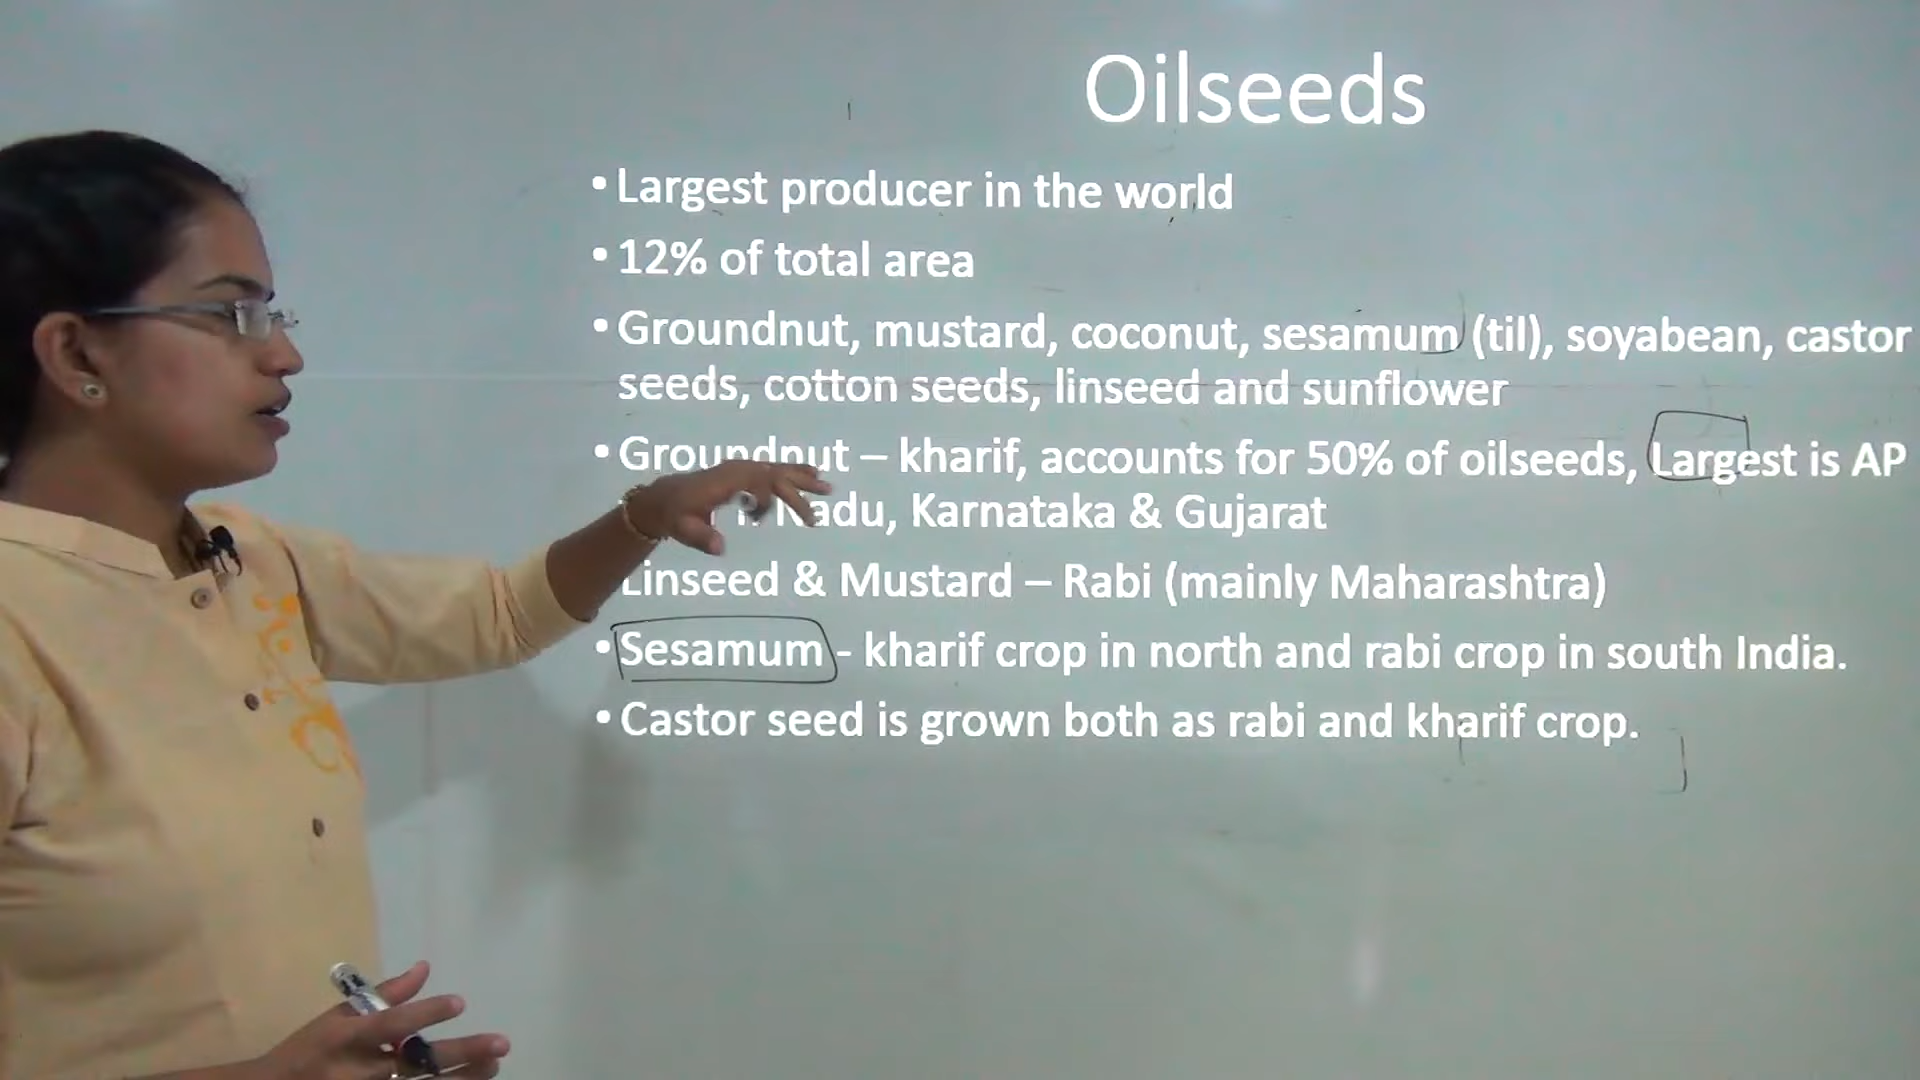 Oilseeds
• Largest producer in the world
• 12% of total area
• Groundnut, mustard, coconut, sesamum (til), soyabean, castor
seeds, cotton seeds, linseed and sunflower
• Groundnut – kharif, accounts for 50% of oilseeds, Largest is AP
Nadu, Karnataka & Gujarat
Linseed & Mustard – Rabi (mainly Maharashtra)
• Sesamum - kharif crop in north and rabi crop in south India.
• Castor seed is grown both as rabi and kharif crop.